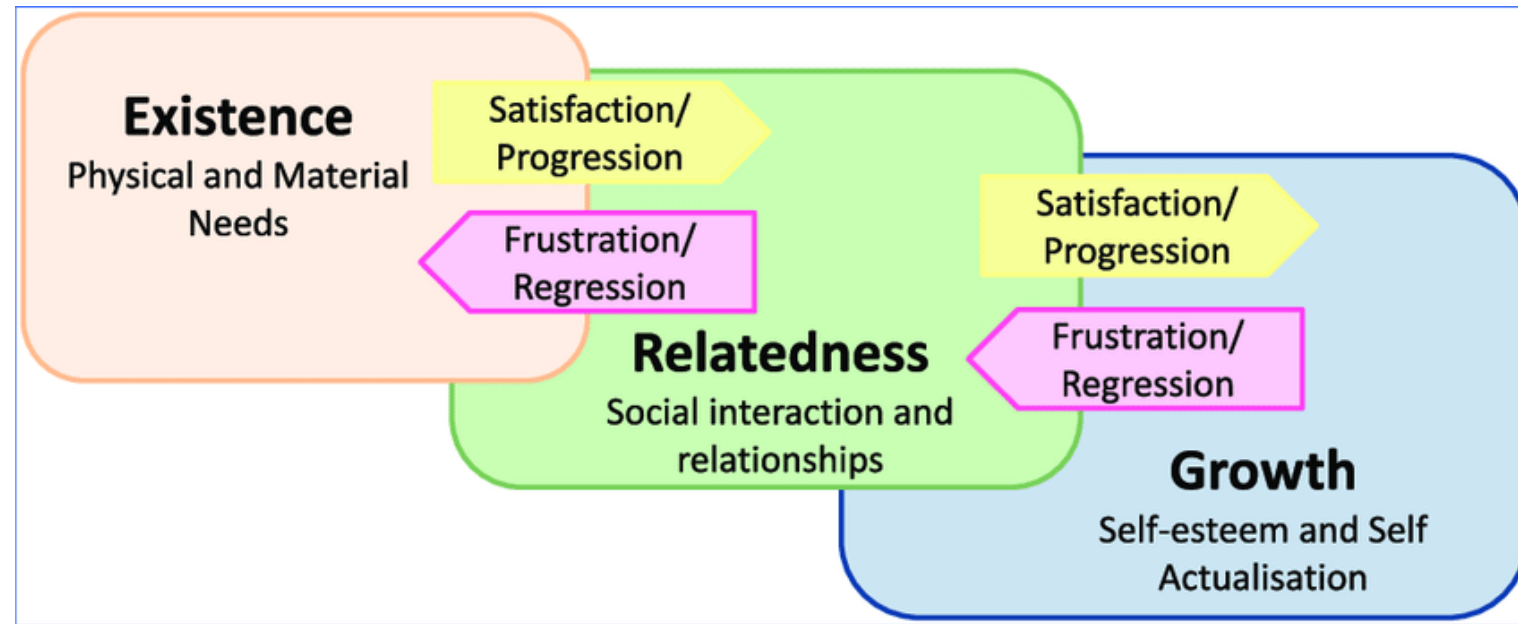 Existence
Physical and Material
Needs
Satisfaction/
Progression
Frustration/
Regression
Relatedness
Social interaction and
relationships
Satisfaction/
Progression
Frustration/
Regression
Growth
Self-esteem and Self
Actualisation